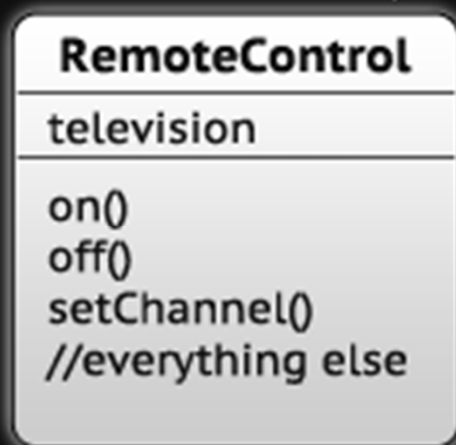 RemoteControl
television
on()
off()
setChannel()
//everything else